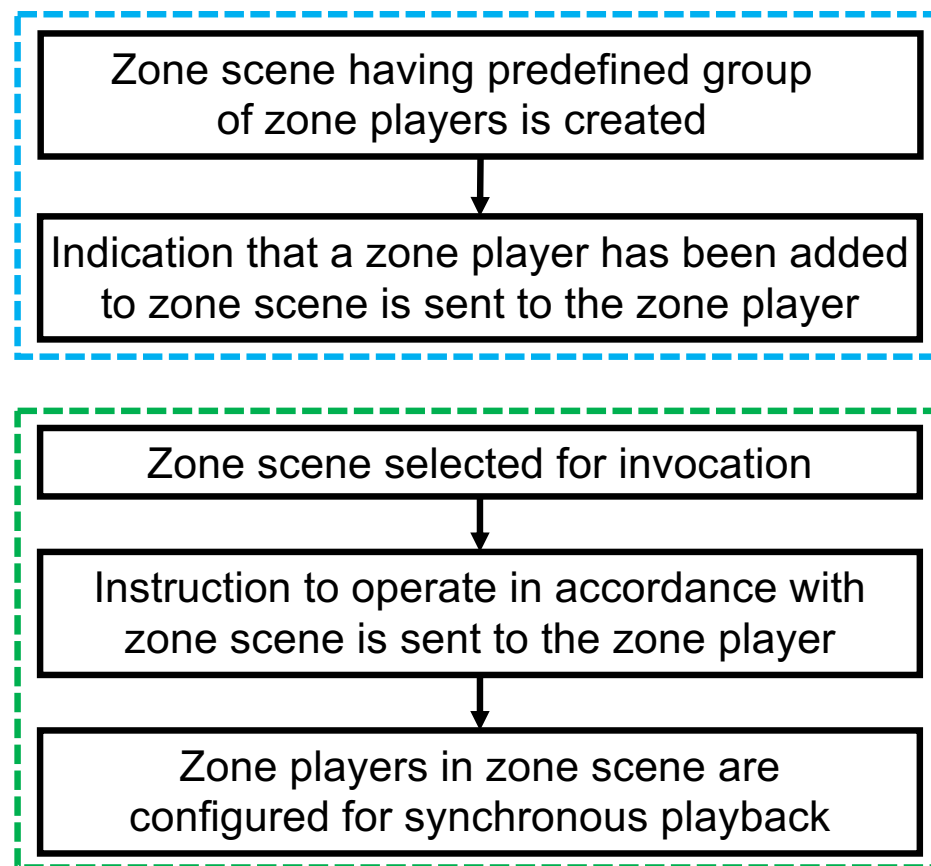 Zone scene having predefined group
of zone players is created
Indication that a zone player has been added
to zone scene is sent to the zone player
Zone scene selected for invocation
Instruction to operate in accordance with
zone scene is sent to the zone player
Zone players in zone scene are
configured for synchronous playback